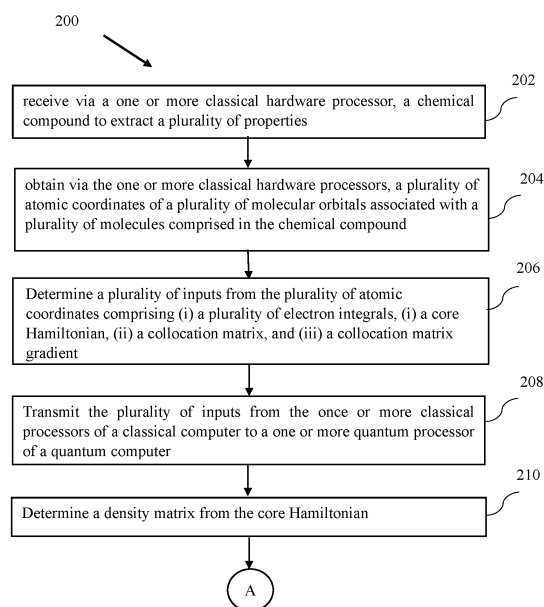 200
202
receive via a one or more classical hardware processor, a chemical
compound to extract a plurality of properties
204
obtain via the one or more classical hardware processors, a plurality of
atomic coordinates of a plurality of molecular orbitals associated with a
plurality of molecules comprised in the chemical compound
206
Determine a plurality of inputs from the plurality of atomic
coordinates comprising (i) a plurality of electron integrals, (i) a core
Hamiltonian, (ii) a collocation matrix, and (iii) a collocation matrix
gradient
208
Transmit the plurality of inputs from the once or more classical
processors of a classical computer to a one or more quantum processor
of a quantum computer
210
Determine a density matrix from the core Hamiltonian
A